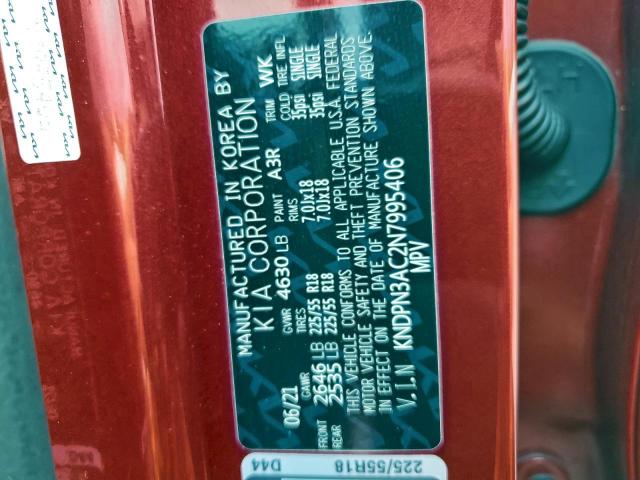 MANUFACTURED IN KOREA BY
KIA CORPORATION
06/21 GVWR 4630 LB PAINT A3R TRIM WK
GAWR TIRES RIMS COLD TIRE INFL
FRONT 2646 LB 225/55 R18 7.0Jx18 35psi SINGLE
REAR 2535 LB 225/55 R18 7.0Jx18 35psi SINGLE
THIS VEHICLE CONFORMS TO ALL APPLICABLE U.S.A. FEDERAL
MOTOR VEHICLE SAFETY AND THEFT PREVENTION STANDARDS
IN EFFECT ON THE DATE OF MANUFACTURE SHOWN ABOVE.
V.I.N KNDPN3AC2N7995406
MPV
D44
225/55R18